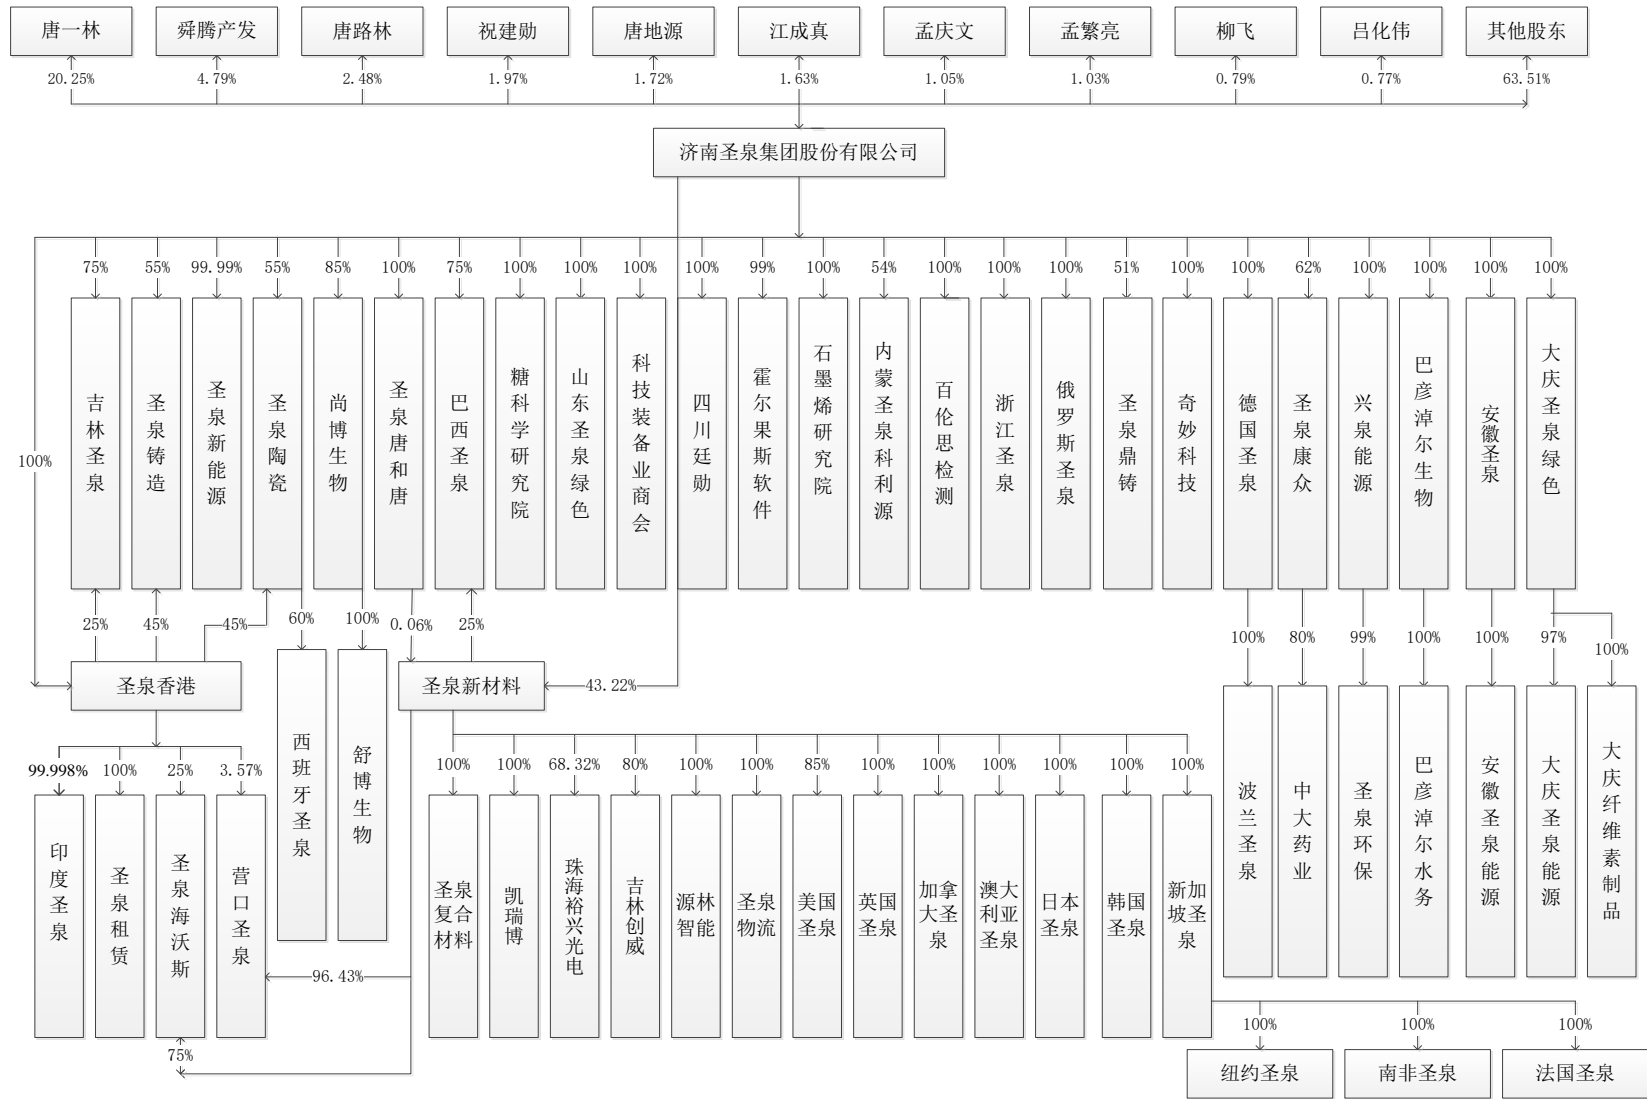 唐一林
舜腾产发
唐路林
祝建勋
唐地源
江成真
孟庆文
孟繁亮
柳飞
吕化伟
其他股东
20.25%
4.79%
2.48%
1.97%
1.72%
1.63%
1.05%
1.03%
0.79%
0.77%
63.51%
济南圣泉集团股份有限公司
75%
55%
99.99%
55%
85%
100%
75%
100%
100%
100%
100%
99%
100%
54%
100%
100%
100%
51%
100%
100%
62%
100%
100%
100%
100%
吉林圣泉
圣泉铸造
圣泉新能源
圣泉陶瓷
尚博生物
圣泉唐和唐
巴西圣泉
糖科学研究院
山东圣泉绿色
科技装备业商会
四川廷勋
霍尔果斯软件
石墨烯研究院
内蒙圣泉科利源
百伦思检测
浙江圣泉
俄罗斯圣泉
圣泉鼎铸
奇妙科技
德国圣泉
圣泉康众
兴泉能源
巴彦淖尔生物
安徽圣泉
大庆圣泉绿色
100%
25%
45%
45%
60%
100%
0.06%
25%
100%
80%
99%
100%
100%
97%
100%
圣泉香港
圣泉新材料
43.22%
99.998%
100%
25%
3.57%
西班牙圣泉
舒博生物
100%
100%
68.32%
80%
100%
85%
100%
100%
100%
100%
100%
100%
波兰圣泉
中大药业
圣泉环保
巴彦淖尔水务
安徽圣泉能源
大庆圣泉能源
大庆纤维素制品
印度圣泉
圣泉租赁
圣泉海沃斯
营口圣泉
圣泉
复合
材料
凯瑞博
珠海裕兴光电
吉林创威
源林
智能
圣泉
物流
美国
圣泉
英国
圣泉
加拿
大圣
泉
澳大
利亚
圣泉
日本
圣泉
韩国
圣泉
新加
坡圣
泉
96.43%
75%
100%
100%
100%
纽约圣泉
南非圣泉
法国圣泉